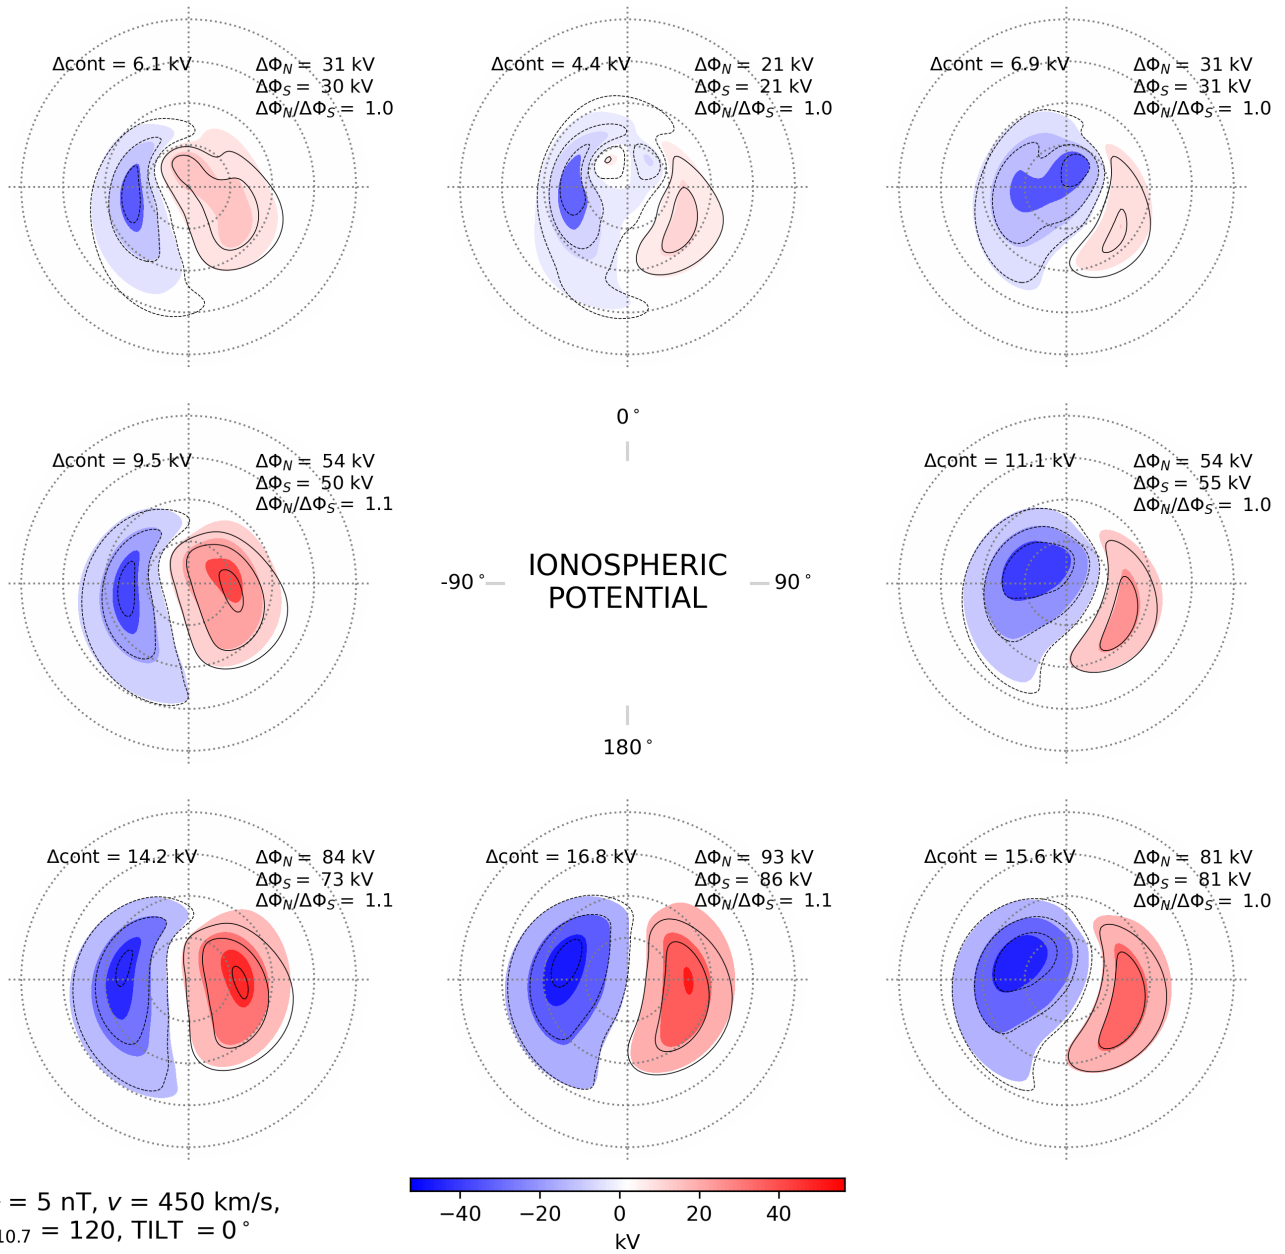 Δcont = 6.1 kV
ΔΦ_N = 31 kV
ΔΦ_S = 30 kV
ΔΦ_N/ΔΦ_S = 1.0
Δcont = 4.4 kV
ΔΦ_N = 21 kV
ΔΦ_S = 21 kV
ΔΦ_N/ΔΦ_S = 1.0
Δcont = 6.9 kV
ΔΦ_N = 31 kV
ΔΦ_S = 31 kV
ΔΦ_N/ΔΦ_S = 1.0
Δcont = 9.5 kV
ΔΦ_N = 54 kV
ΔΦ_S = 50 kV
ΔΦ_N/ΔΦ_S = 1.1
0°
-90°
IONOSPHERIC
POTENTIAL
90°
180°
Δcont = 11.1 kV
ΔΦ_N = 54 kV
ΔΦ_S = 55 kV
ΔΦ_N/ΔΦ_S = 1.0
Δcont = 14.2 kV
ΔΦ_N = 84 kV
ΔΦ_S = 73 kV
ΔΦ_N/ΔΦ_S = 1.1
Δcont = 16.8 kV
ΔΦ_N = 93 kV
ΔΦ_S = 86 kV
ΔΦ_N/ΔΦ_S = 1.1
Δcont = 15.6 kV
ΔΦ_N = 81 kV
ΔΦ_S = 81 kV
ΔΦ_N/ΔΦ_S = 1.0
= 5 nT, v = 450 km/s,
10.7 = 120, TILT = 0°
−40 −20 0 20 40
kV